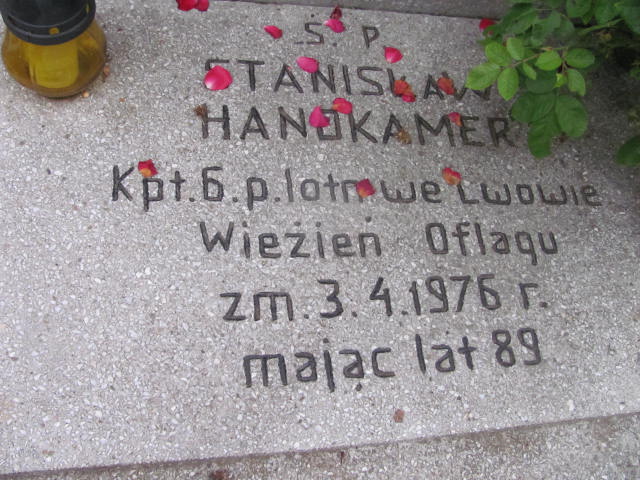 Ś. P
STANISŁAW
HANDKAMER
Kpt. 6. p. lotn we Lwowie
Więzień Oflagu
zm. 3. 4. 1976 r.
mając lat 89